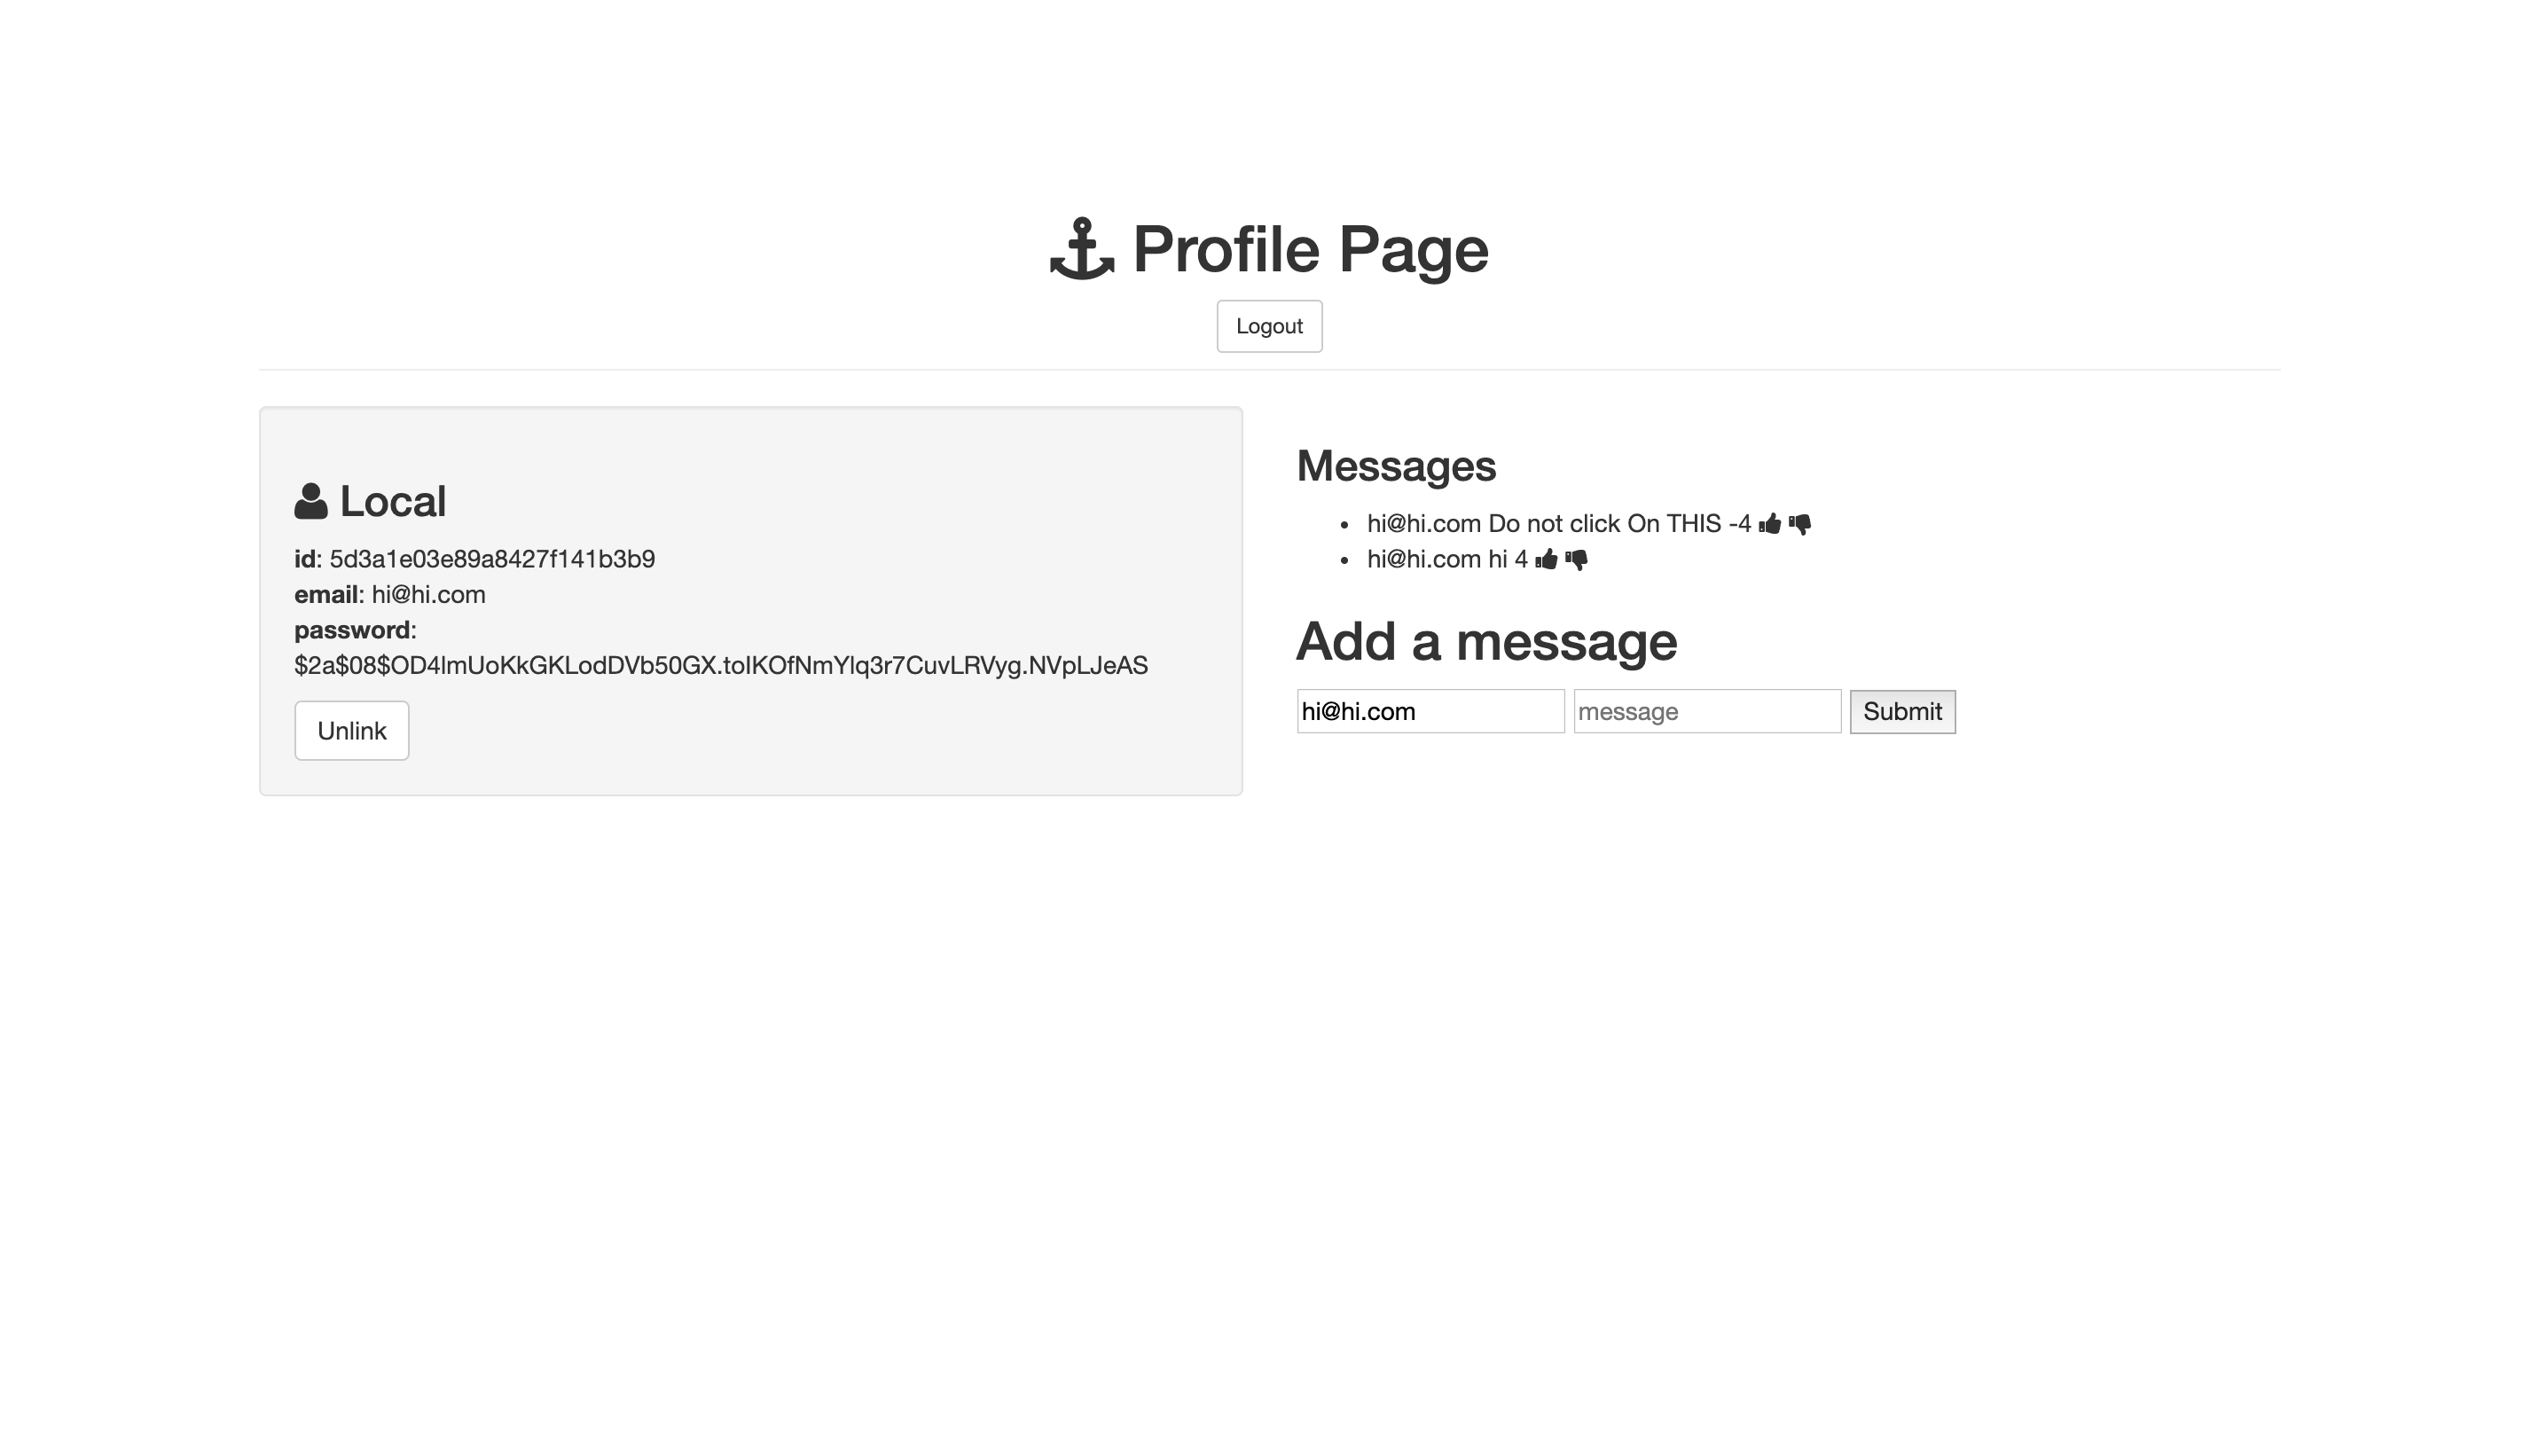 Profile Page
Logout
Local
id: 5d3a1e03e89a8427f141b3b9
email: hi@hi.com
password:
$2a$08$OD4lmUoKkGKLodDVb50GX.tolKOfNmYlq3r7CuvLRVyg.NVpLJeAS
Unlink
Messages
• hi@hi.com Do not click On THIS -4
• hi@hi.com hi 4
Add a message
hi@hi.com message Submit